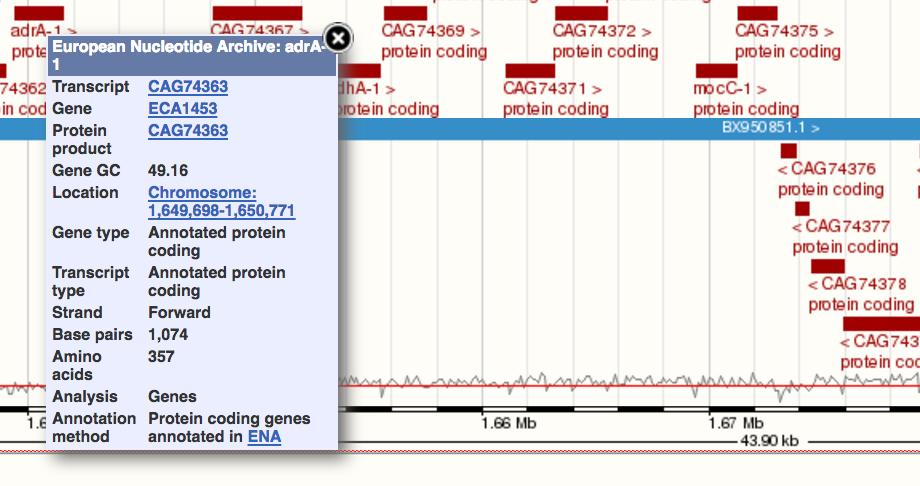 adrA-1 >
prote
CAG74367 >
CAG74369 >
protein coding
CAG74372 >
protein coding
CAG74375 >
protein coding
European Nucleotide Archive: adrA-
1
Transcript CAG74363
Gene ECA1453
Protein CAG74363
product
Gene GC 49.16
Location Chromosome:
1,649,698-1,650,771
Gene type Annotated protein
coding
Transcript Annotated protein
type coding
Strand Forward
Base pairs 1,074
Amino 357
acids
Analysis Genes
Annotation Protein coding genes
method annotated in ENA
74362
in cod
dhA-1 >
protein coding
CAG74371 >
protein coding
mocC-1 >
protein coding
BX950851.1 >
< CAG74376
protein coding
< CAG74377
protein coding
< CAG74378
protein coding
< CAG743
protein cod
1.6
1.66 Mb
1.67 Mb
43.90 kb